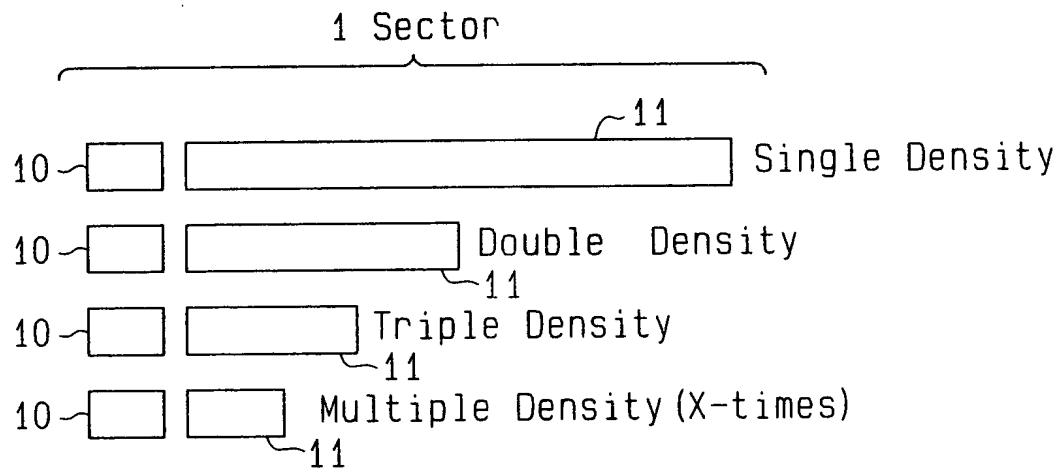 1 Sector
11
10 Single Density
10 Double Density
11
10 Triple Density
11
10 Multiple Density (X-times)
11